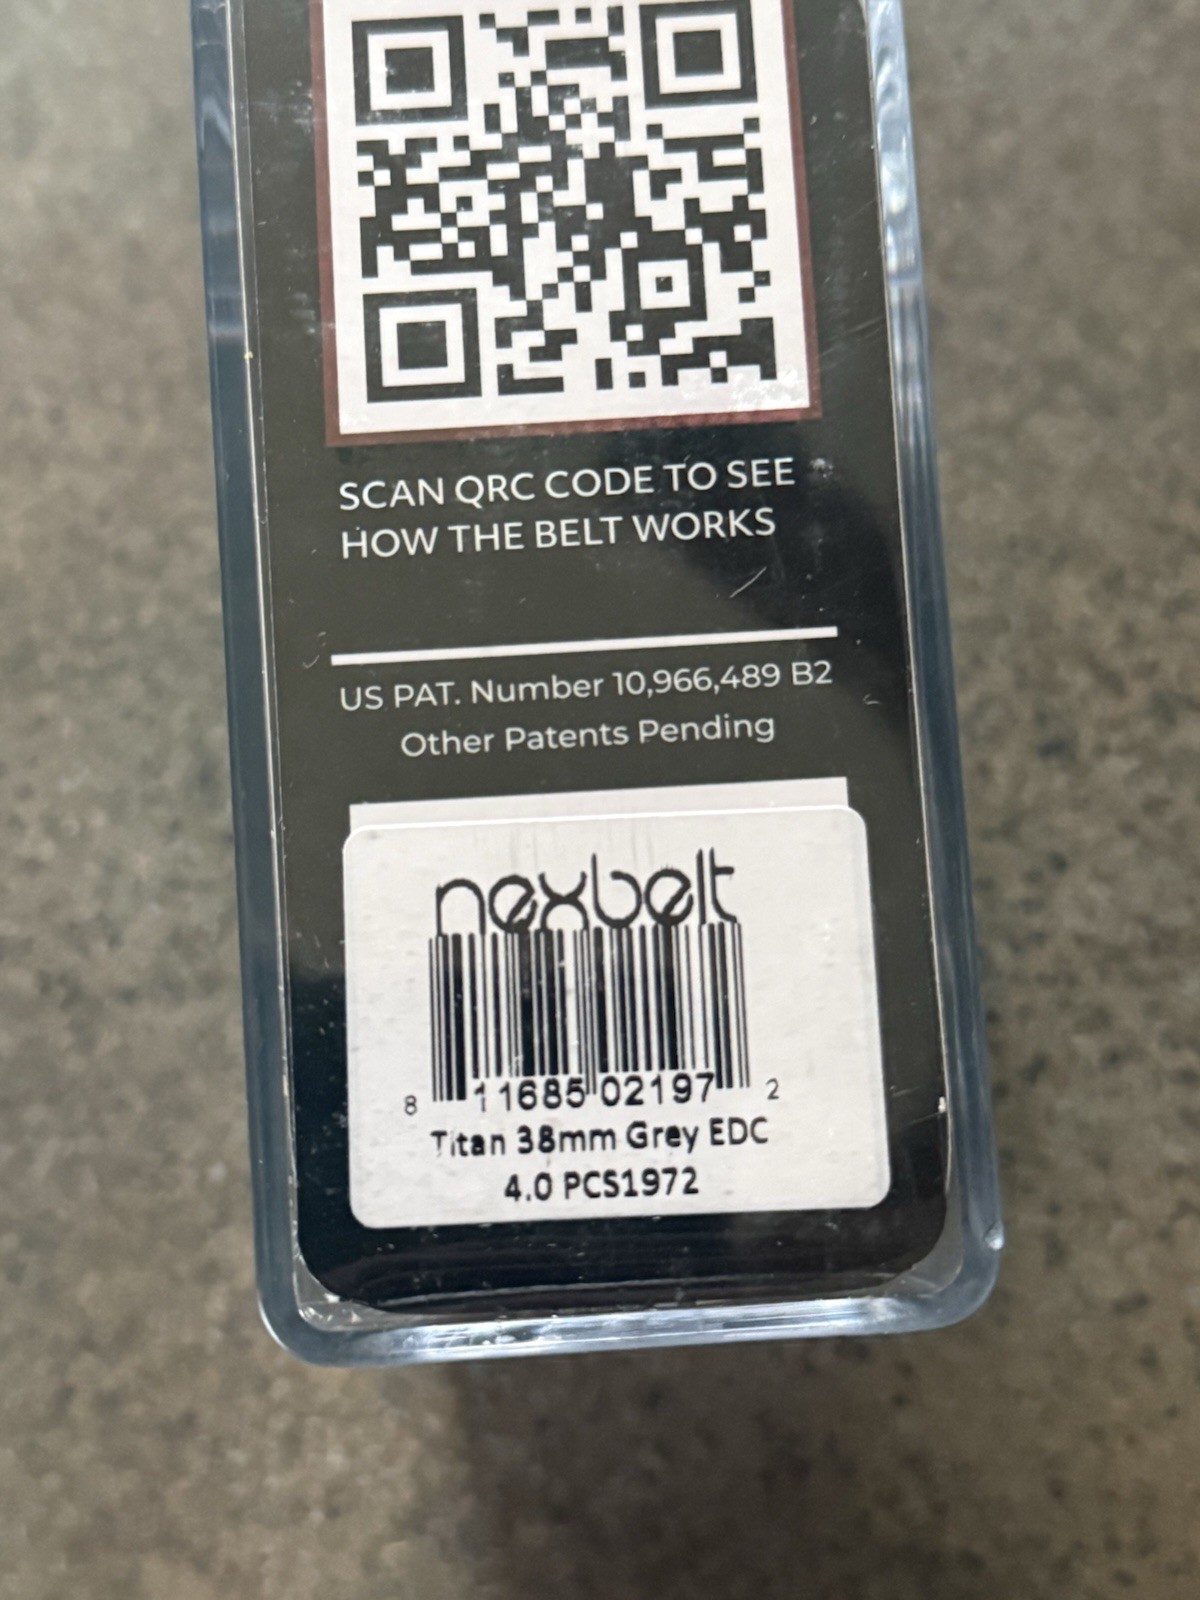 SCAN QRC CODE TO SEE
HOW THE BELT WORKS
US PAT. Number 10,966,489 B2
Other Patents Pending
nexbelt
8 11685 02197 2
Titan 38mm Grey EDC
4.0 PCS1972